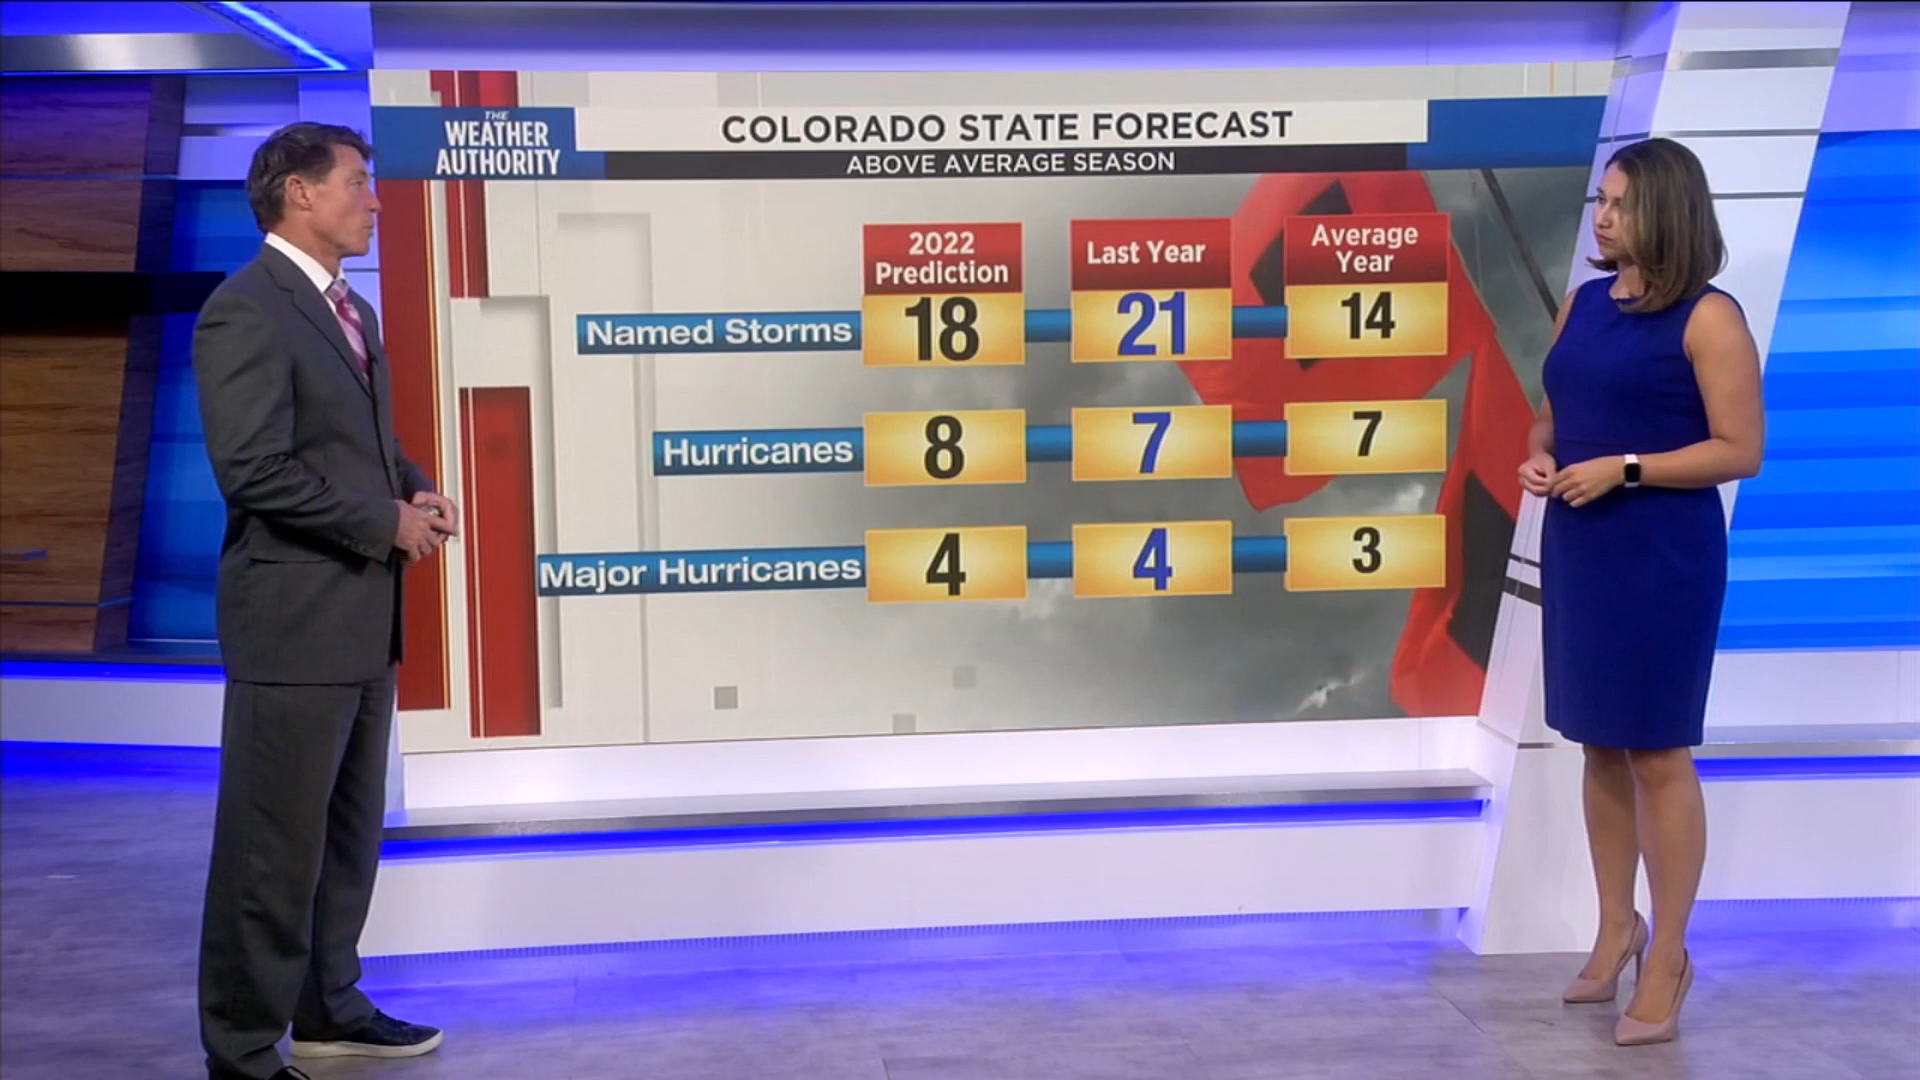 THE
WEATHER
AUTHORITY
COLORADO STATE FORECAST
ABOVE AVERAGE SEASON
2022
Prediction
Last Year
Average
Year
Named Storms 18 21 14
Hurricanes 8 7 7
Major Hurricanes 4 4 3